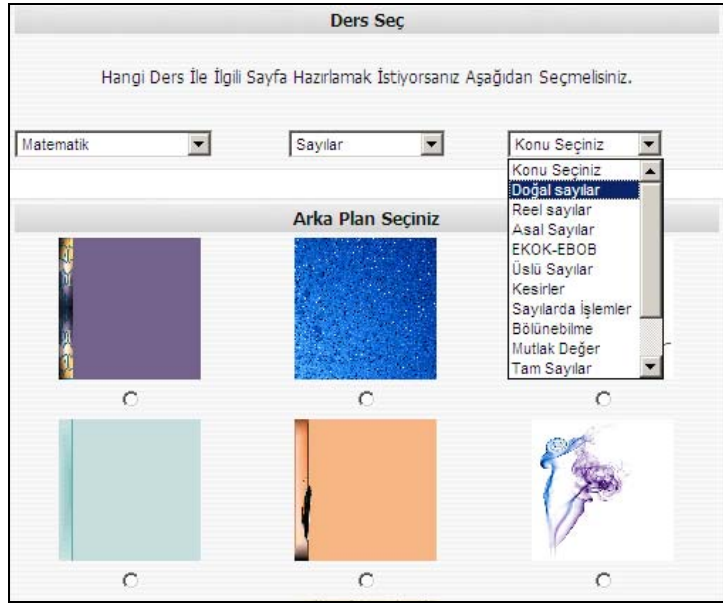 Ders Seç
Hangi Ders İle İlgili Sayfa Hazırlamak İstiyorsanız Aşağıdan Seçmelisiniz.
Matematik Sayılar Konu Seçiniz
Konu Seçiniz
Doğal sayılar
Reel sayılar
Asal Sayılar
EKOK-EBOB
Üslü Sayılar
Kesirler
Sayılarda İşlemler
Bölünebilme
Mutlak Değer
Tam Sayılar
Arka Plan Seçiniz